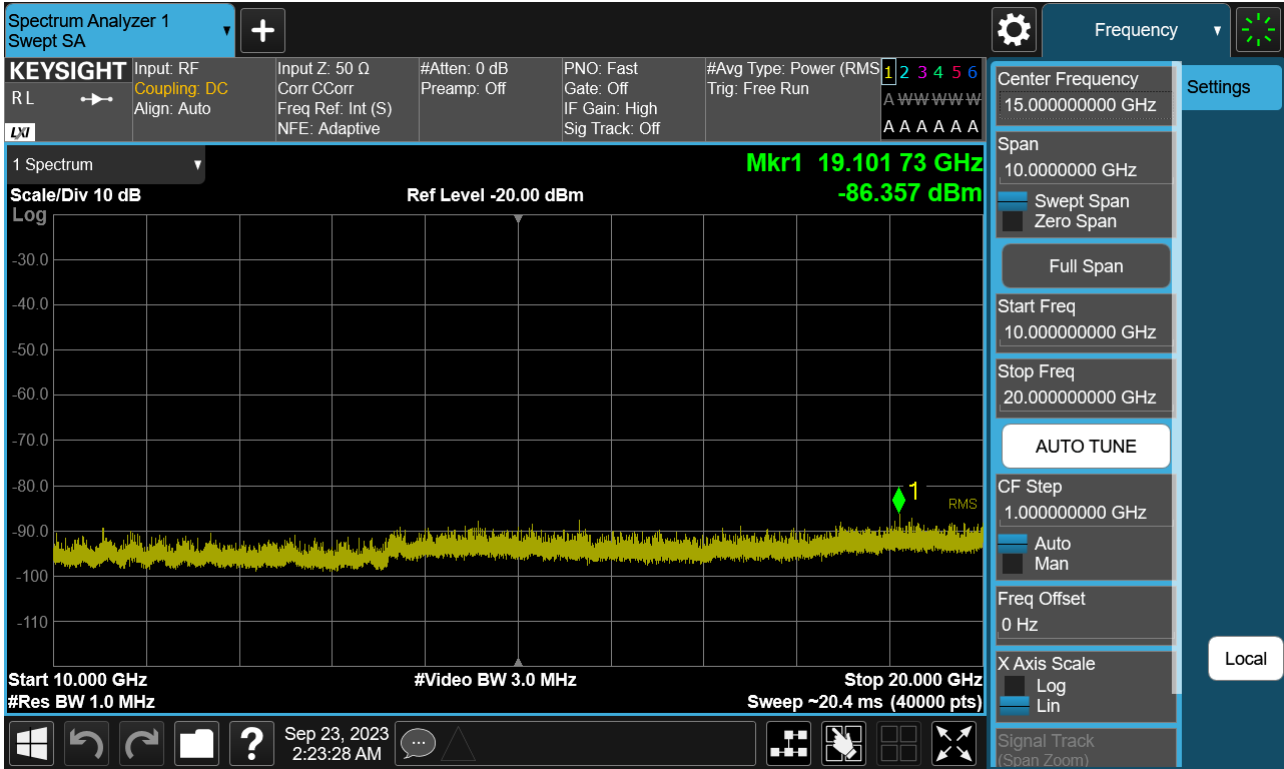 Spectrum Analyzer 1
Swept SA
Frequency
KEYSIGHT
R L
LXI
Input: RF
Coupling: DC
Align: Auto
Input Z: 50 Ω
Corr CCorr
Freq Ref: Int (S)
NFE: Adaptive
#Atten: 0 dB
Preamp: Off
PNO: Fast
Gate: Off
IF Gain: High
Sig Track: Off
#Avg Type: Power (RMS
Trig: Free Run
1 2 3 4 5 6
A W W W W W
A A A A A A
1 Spectrum
Scale/Div 10 dB
Log
Ref Level -20.00 dBm
Mkr1 19.101 73 GHz
-86.357 dBm
-30.0
-40.0
-50.0
-60.0
-70.0
-80.0
-90.0
-100
-110
1
RMS
Start 10.000 GHz
#Res BW 1.0 MHz
#Video BW 3.0 MHz
Stop 20.000 GHz
Sweep ~20.4 ms (40000 pts)
Center Frequency
15.000000000 GHz
Span
10.0000000 GHz
Swept Span
Zero Span
Full Span
Start Freq
10.000000000 GHz
Stop Freq
20.000000000 GHz
AUTO TUNE
CF Step
1.000000000 GHz
Auto
Man
Freq Offset
0 Hz
X Axis Scale
Log
Lin
Signal Track
(Span Zoom)
Settings
Local
?
Sep 23, 2023
2:23:28 AM